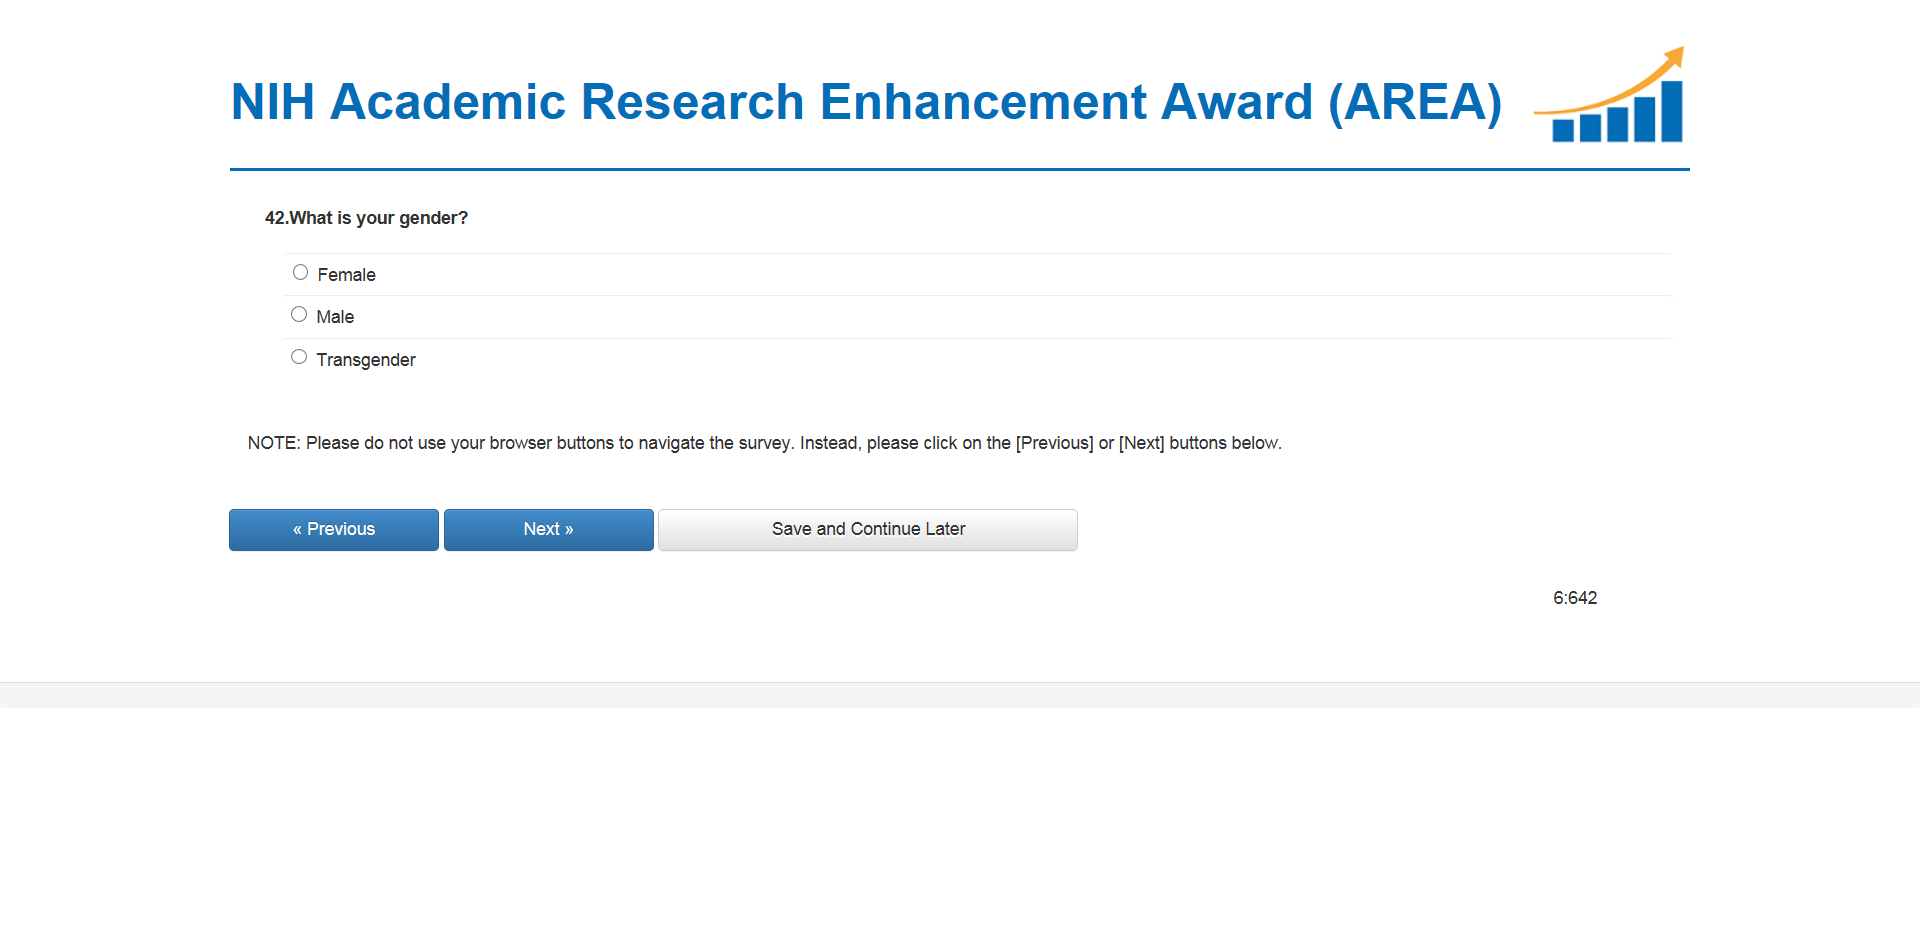 NIH Academic Research Enhancement Award (AREA)
42.What is your gender?
Female
Male
Transgender
NOTE: Please do not use your browser buttons to navigate the survey. Instead, please click on the [Previous] or [Next] buttons below.
« Previous
Next »
Save and Continue Later
6:642